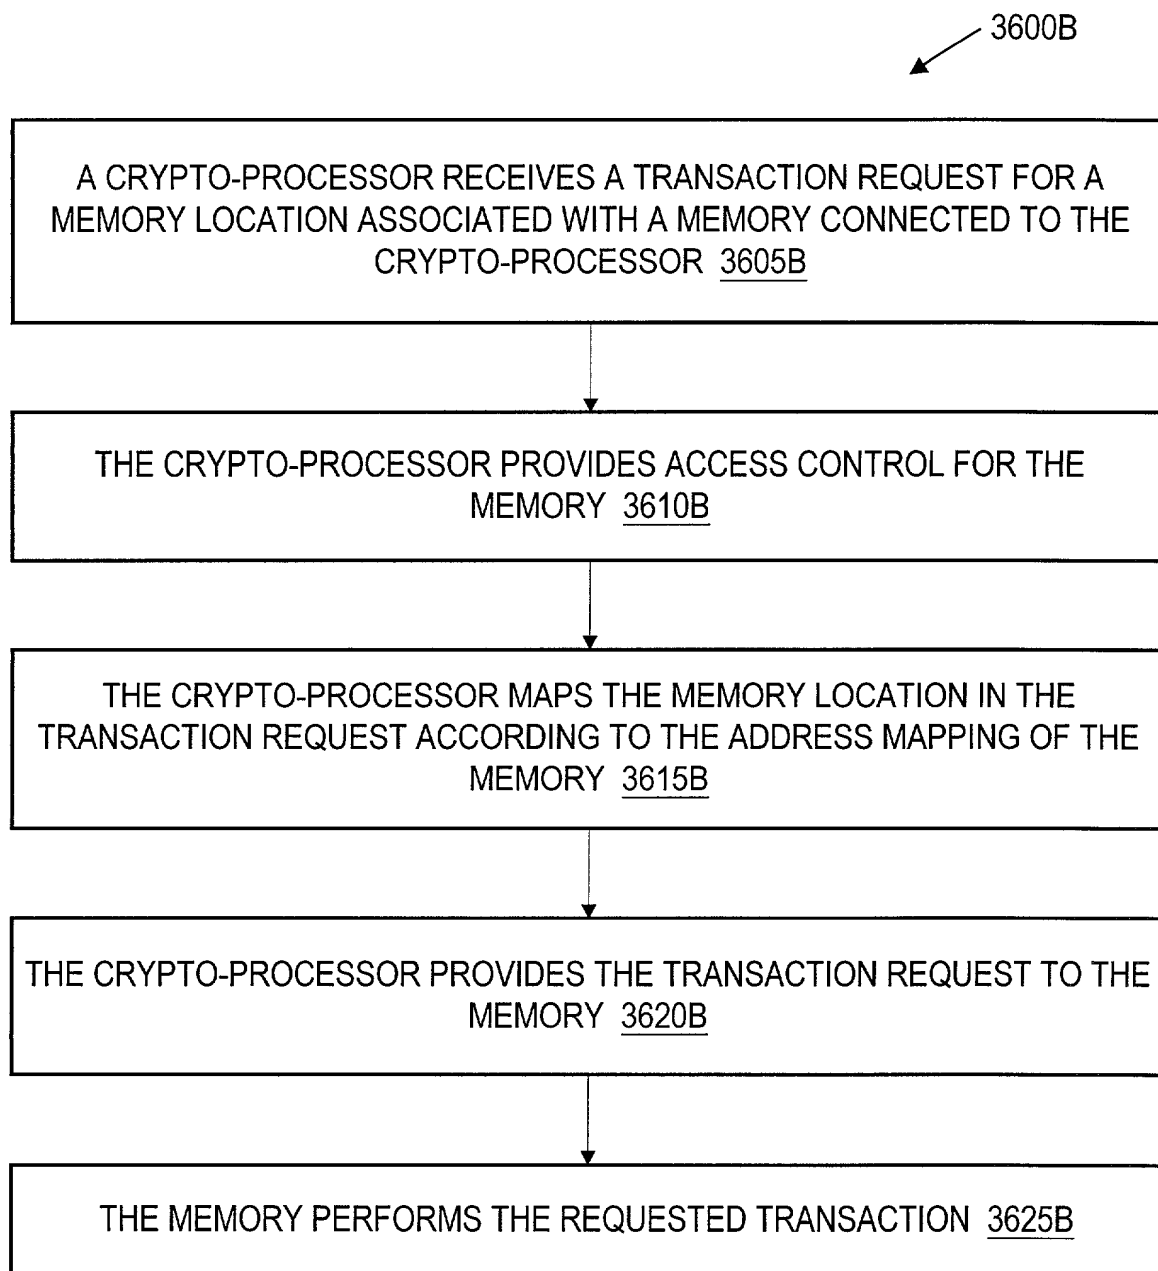 3600B
A CRYPTO-PROCESSOR RECEIVES A TRANSACTION REQUEST FOR A
MEMORY LOCATION ASSOCIATED WITH A MEMORY CONNECTED TO THE
CRYPTO-PROCESSOR 3605B
THE CRYPTO-PROCESSOR PROVIDES ACCESS CONTROL FOR THE
MEMORY 3610B
THE CRYPTO-PROCESSOR MAPS THE MEMORY LOCATION IN THE
TRANSACTION REQUEST ACCORDING TO THE ADDRESS MAPPING OF THE
MEMORY 3615B
THE CRYPTO-PROCESSOR PROVIDES THE TRANSACTION REQUEST TO THE
MEMORY 3620B
THE MEMORY PERFORMS THE REQUESTED TRANSACTION 3625B